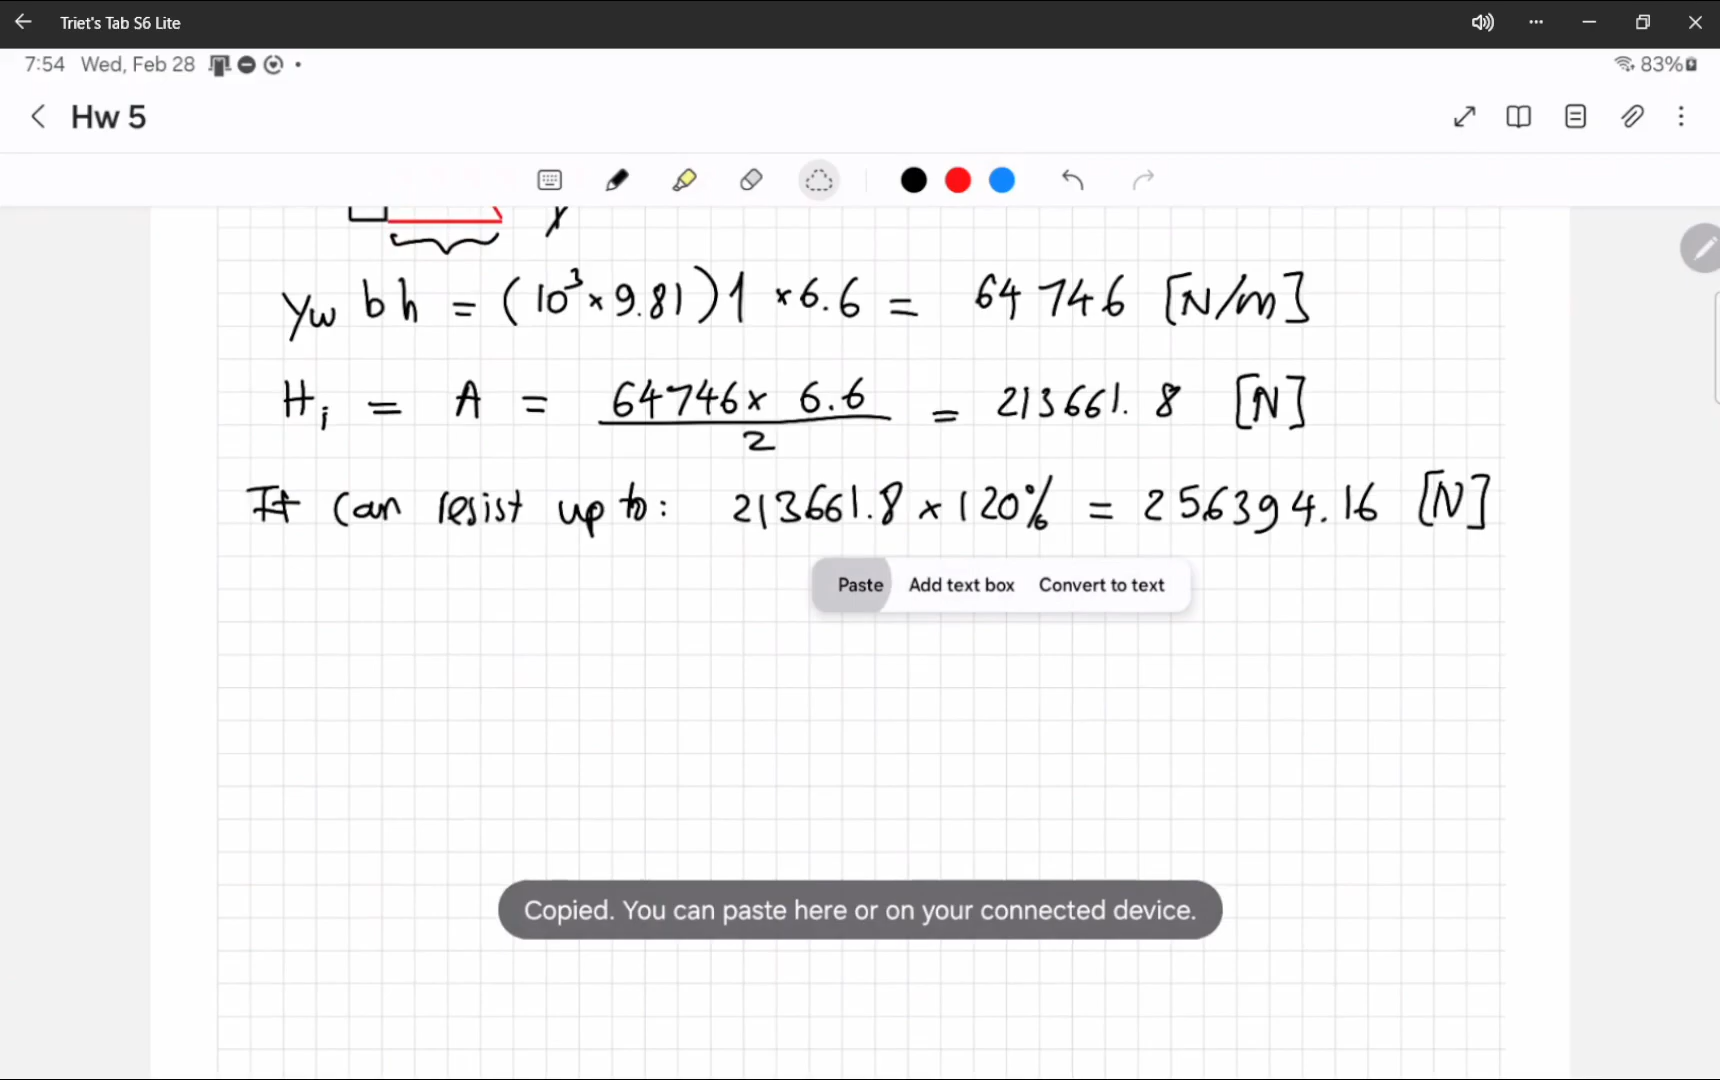 Triet's Tab S6 Lite
7:54 Wed, Feb 28 83%
Hw 5
γw b h = (10³ × 9.81) 1 × 6.6 = 64 746 [N/m]
Hi = A = 64746 × 6.6 / 2 = 213661.8 [N]
It can resist up to: 213661.8 × 120% = 256394.16 [N]
Paste Add text box Convert to text
Copied. You can paste here or on your connected device.